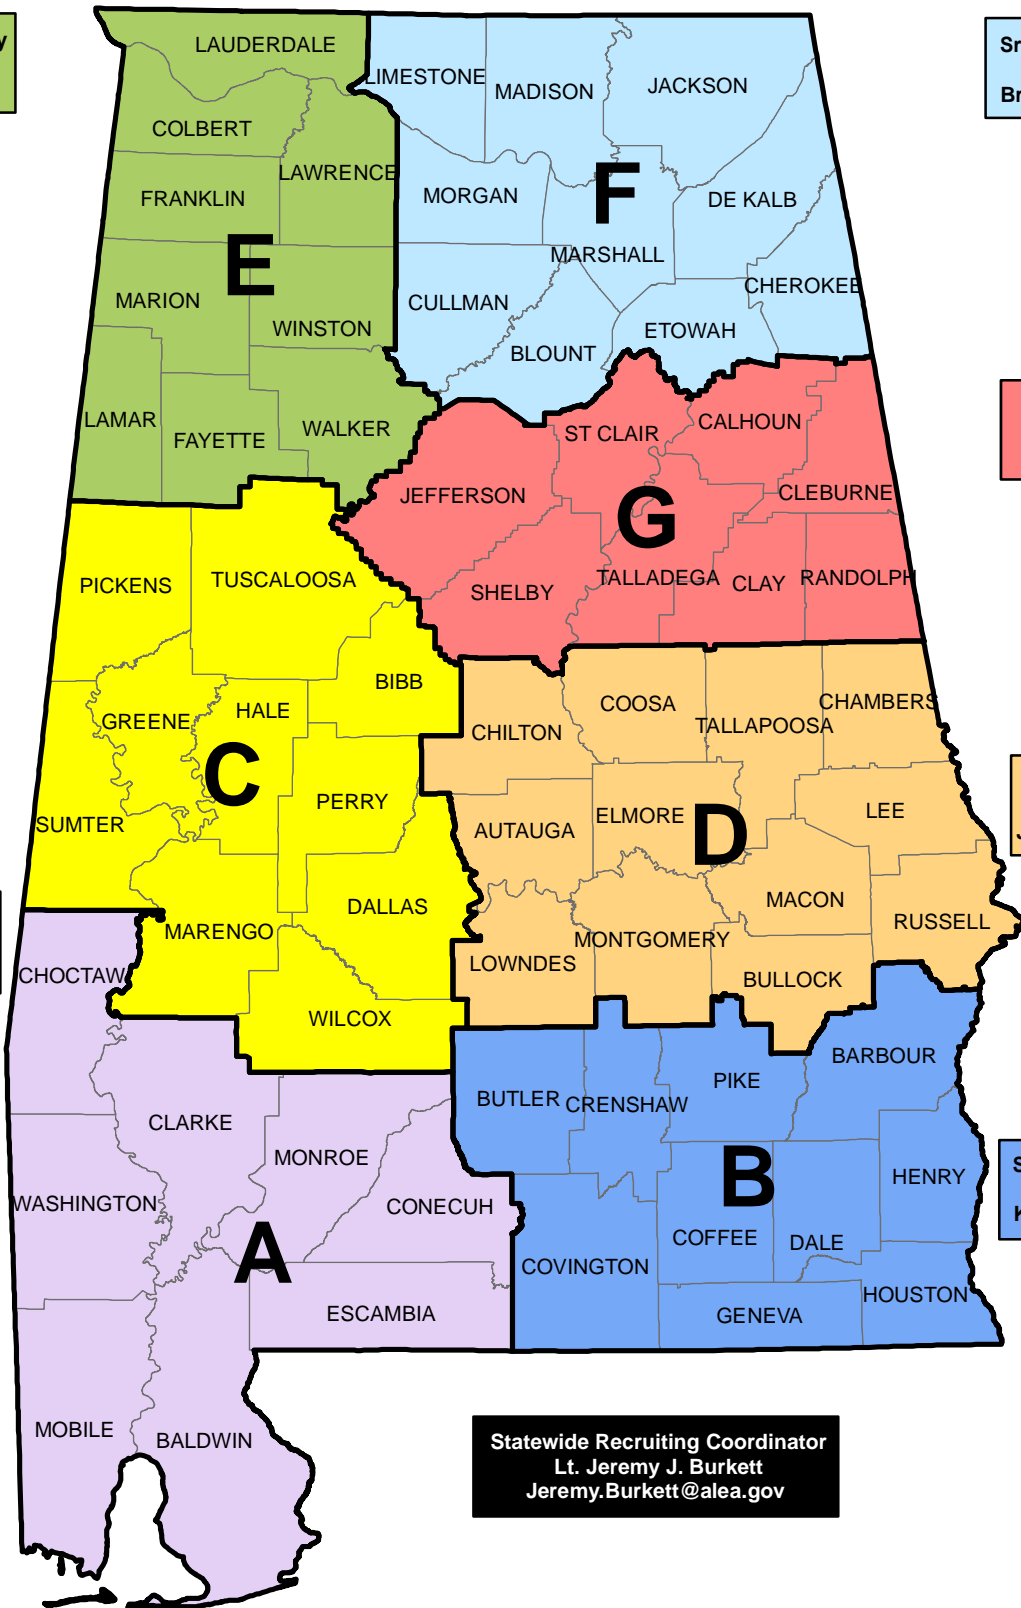 LAUDERDALE
LIMESTONE
MADISON
JACKSON
COLBERT
LAWRENCE
FRANKLIN
MORGAN
F
DE KALB
E
MARSHALL
MARION
CULLMAN
CHEROKEE
WINSTON
BLOUNT
ETOWAH
LAMAR
FAYETTE
WALKER
ST CLAIR
CALHOUN
JEFFERSON
G
CLEBURNE
PICKENS
TUSCALOOSA
SHELBY
TALLADEGA
CLAY
RANDOLPH
BIBB
GREENE
HALE
CHILTON
COOSA
TALLAPOOSA
CHAMBERS
C
PERRY
SUMTER
AUTAUGA
ELMORE
D
LEE
MARENGO
DALLAS
MACON
RUSSELL
CHOCTAW
LOWNDES
MONTGOMERY
BULLOCK
WILCOX
BARBOUR
CLARKE
BUTLER
CRENSHAW
PIKE
MONROE
WASHINGTON
CONECUH
B
HENRY
A
COVINGTON
COFFEE
DALE
ESCAMBIA
GENEVA
HOUSTON
MOBILE
BALDWIN
Statewide Recruiting Coordinator
Lt. Jeremy J. Burkett
Jeremy.Burkett@alea.gov